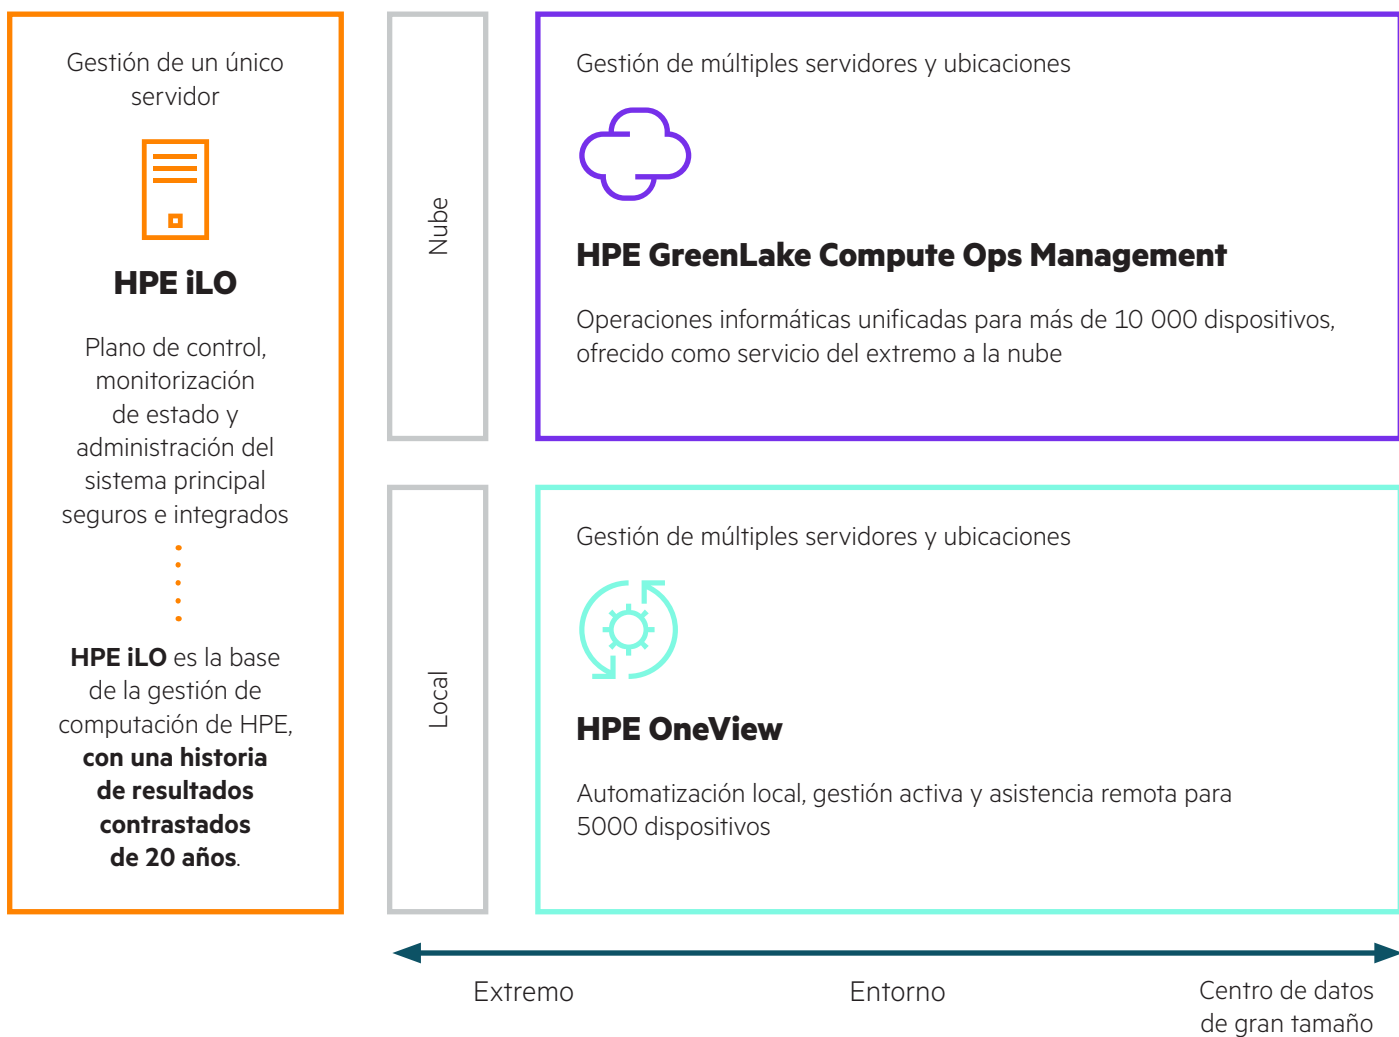 Gestión de un único
servidor
HPE iLO
Plano de control,
monitorización
de estado y
administración del
sistema principal
seguros e integrados
HPE iLO es la base
de la gestión de
computación de HPE,
con una historia
de resultados
contrastados
de 20 años.
Nube
Gestión de múltiples servidores y ubicaciones
HPE GreenLake Compute Ops Management
Operaciones informáticas unificadas para más de 10 000 dispositivos,
ofrecido como servicio del extremo a la nube
Local
Gestión de múltiples servidores y ubicaciones
HPE OneView
Automatización local, gestión activa y asistencia remota para
5000 dispositivos
Extremo
Entorno
Centro de datos
de gran tamaño